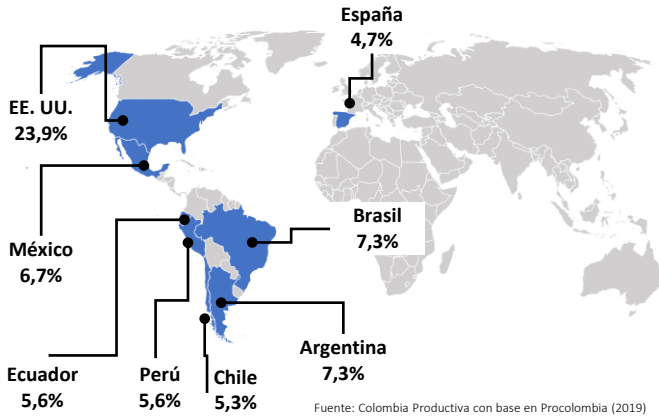 España
4,7%
EE. UU.
23,9%
México
6,7%
Brasil
7,3%
Argentina
7,3%
Ecuador
5,6%
Perú
5,6%
Chile
5,3%
Fuente: Colombia Productiva con base en Procolombia (2019)